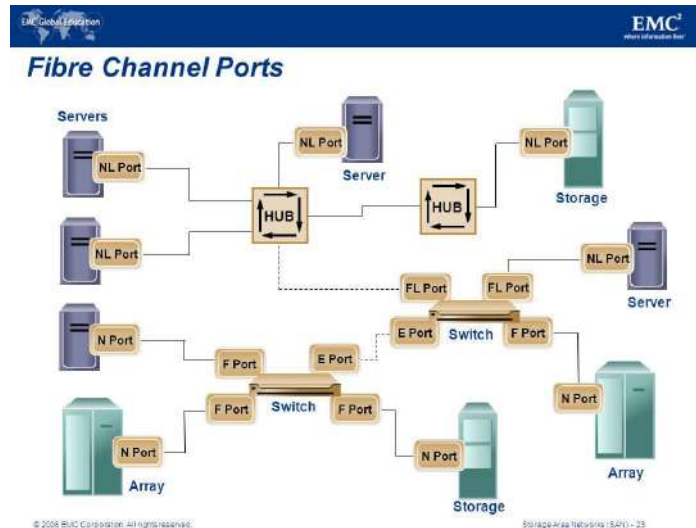 EMC Global Education
EMC²
where information lives®
Fibre Channel Ports
Servers
NL Port
NL Port
Server
NL Port
Storage
HUB
HUB
NL Port
NL Port
Server
FL Port
FL Port
N Port
F Port
E Port
E Port
Switch
F Port
F Port
Switch
F Port
N Port
N Port
N Port
Array
Array
Storage
© 2006 EMC Corporation. All rights reserved.
Storage Area Networks (SAN) - 23